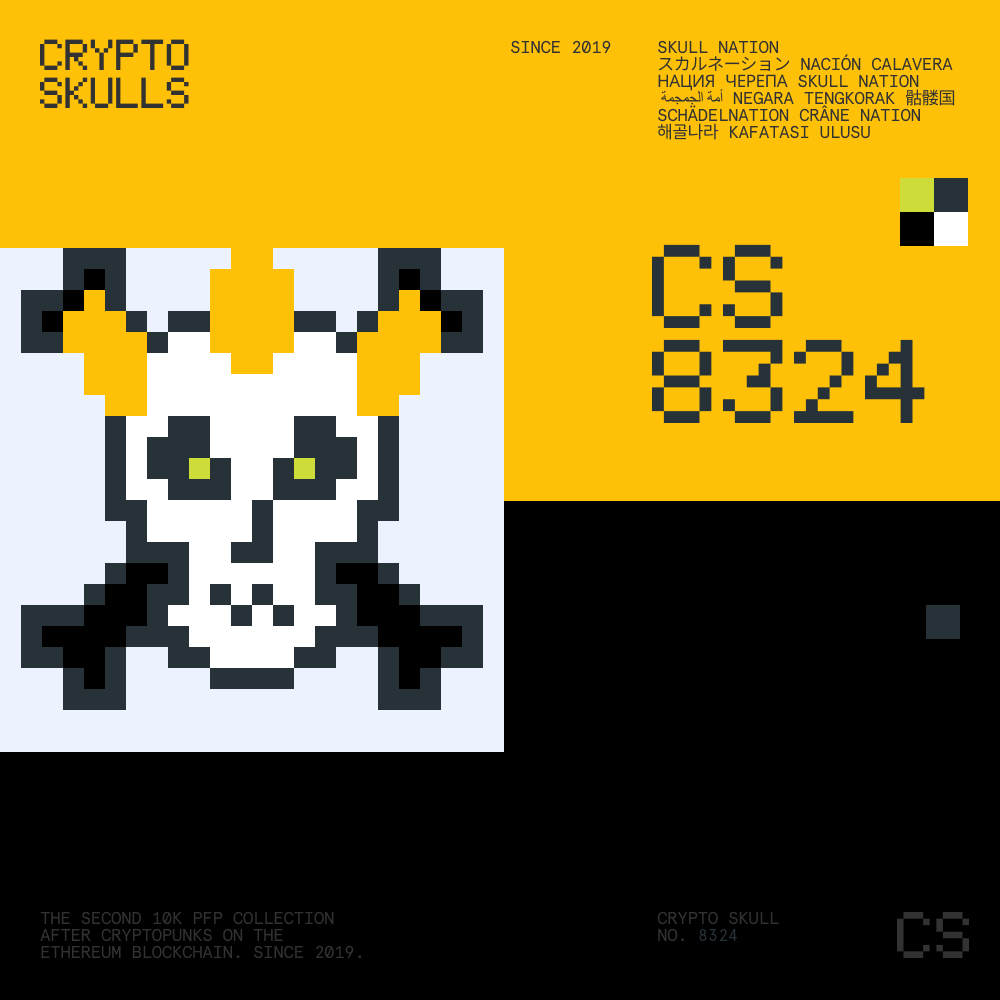 CRYPTO
SKULLS
SINCE 2019
SKULL NATION
スカルネーション NACIÓN CALAVERA
НАЦИЯ ЧЕРЕПА SKULL NATION
أمة الجمجمة NEGARA TENGKORAK 骷髅国
SCHÄDELNATION CRÂNE NATION
해골나라 KAFATASI ULUSU
CS
8324
THE SECOND 10K PFP COLLECTION
AFTER CRYPTOPUNKS ON THE
ETHEREUM BLOCKCHAIN. SINCE 2019.
CRYPTO SKULL
NO. 8324
CS